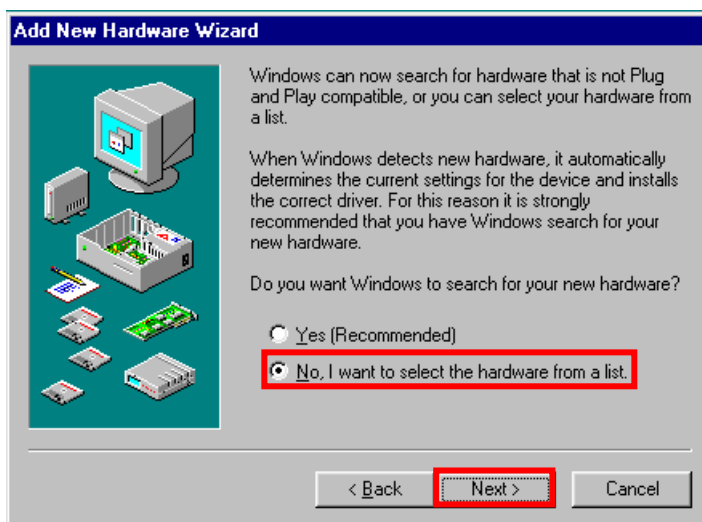 Add New Hardware Wizard
Windows can now search for hardware that is not Plug
and Play compatible, or you can select your hardware from
a list.
When Windows detects new hardware, it automatically
determines the current settings for the device and installs
the correct driver. For this reason it is strongly
recommended that you have Windows search for your
new hardware.
Do you want Windows to search for your new hardware?
Yes (Recommended)
No, I want to select the hardware from a list.
< Back Next > Cancel